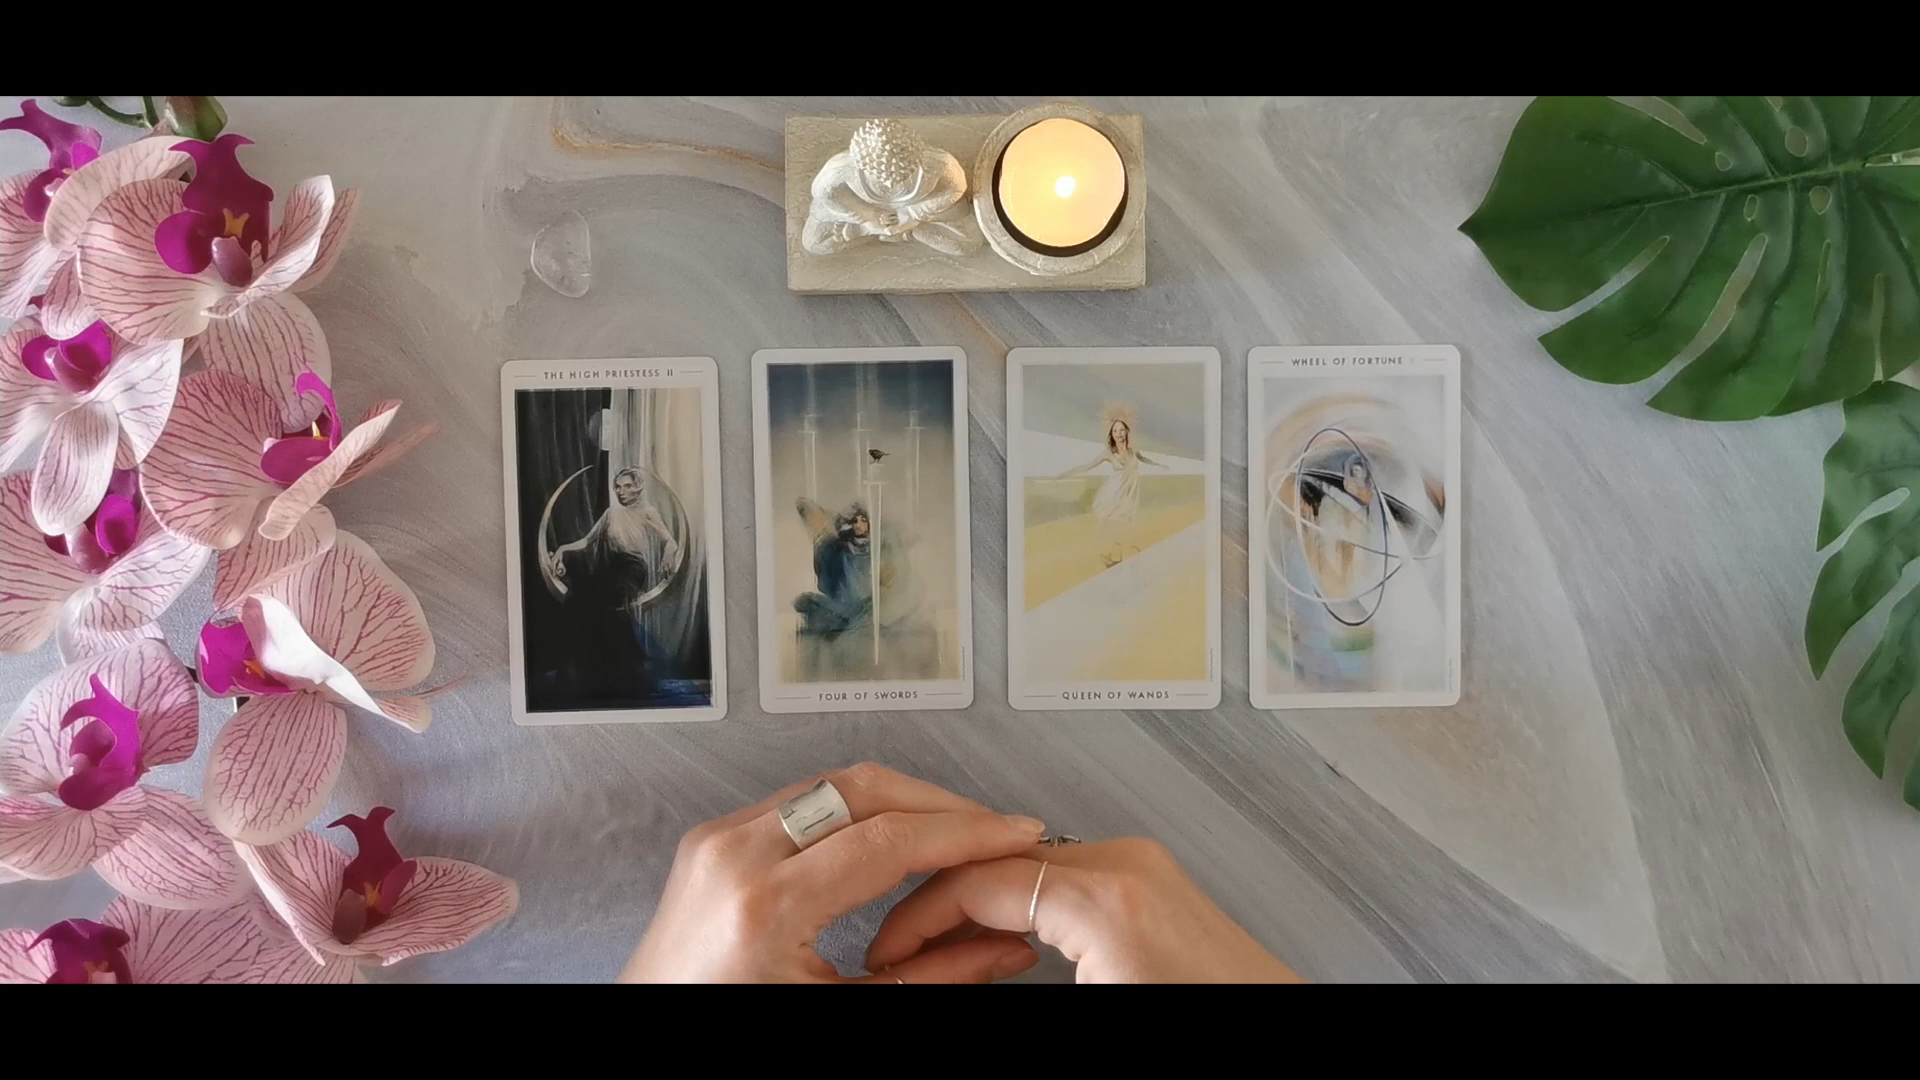 THE HIGH PRIESTESS II
FOUR OF SWORDS
QUEEN OF WANDS
WHEEL OF FORTUNE